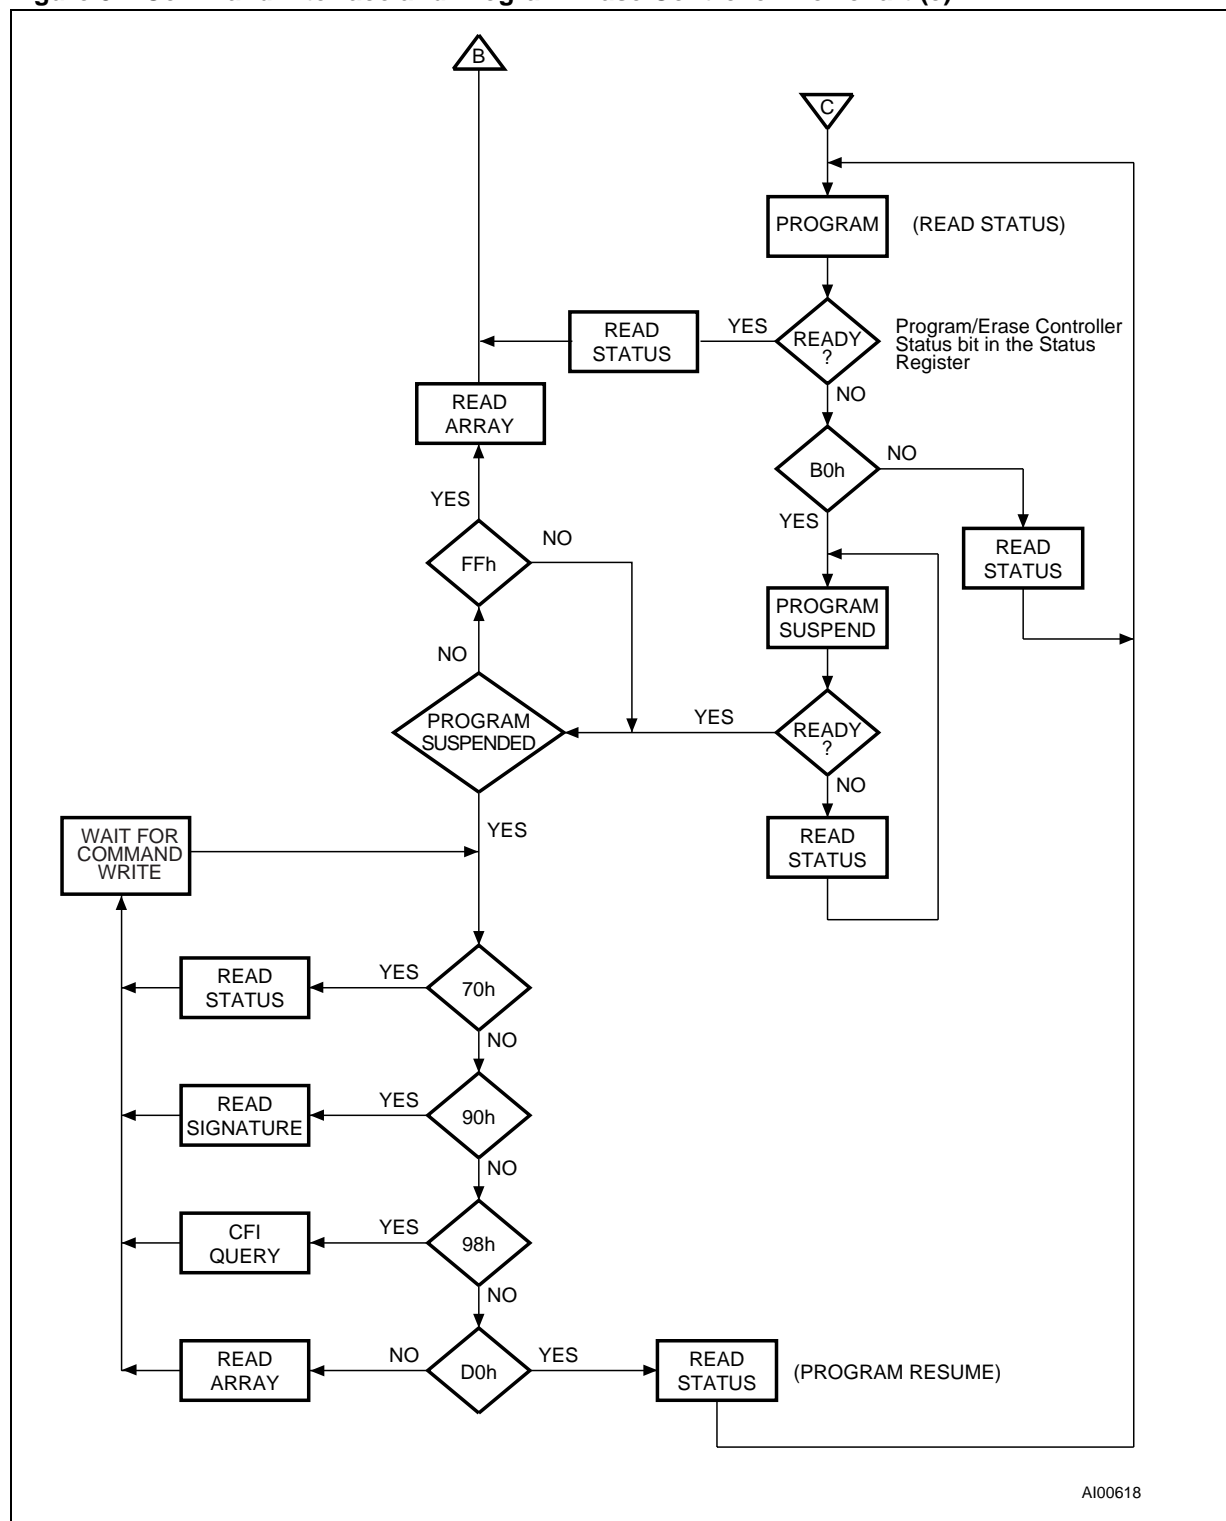 B
C
PROGRAM
(READ STATUS)
READ
STATUS
YES
READY
?
Program/Erase Controller
Status bit in the Status
Register
NO
READ
ARRAY
B0h
NO
YES
YES
FFh
NO
READ
STATUS
PROGRAM
SUSPEND
NO
PROGRAM
SUSPENDED
YES
READY
?
NO
YES
WAIT FOR
COMMAND
WRITE
READ
STATUS
READ
STATUS
YES
70h
NO
READ
SIGNATURE
YES
90h
NO
CFI
QUERY
YES
98h
NO
READ
ARRAY
NO
D0h
YES
READ
STATUS
(PROGRAM RESUME)
AI00618